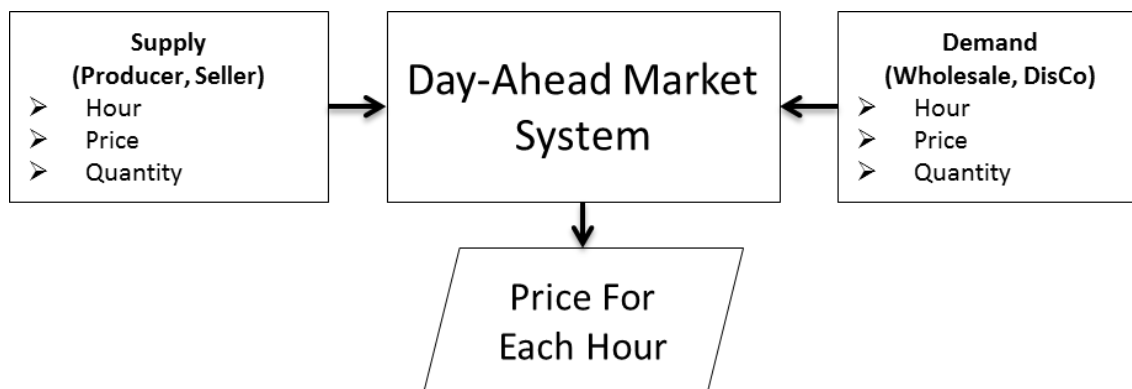 Supply
(Producer, Seller)
➢ Hour
➢ Price
➢ Quantity
Day-Ahead Market
System
Demand
(Wholesale, DisCo)
➢ Hour
➢ Price
➢ Quantity
Price For
Each Hour